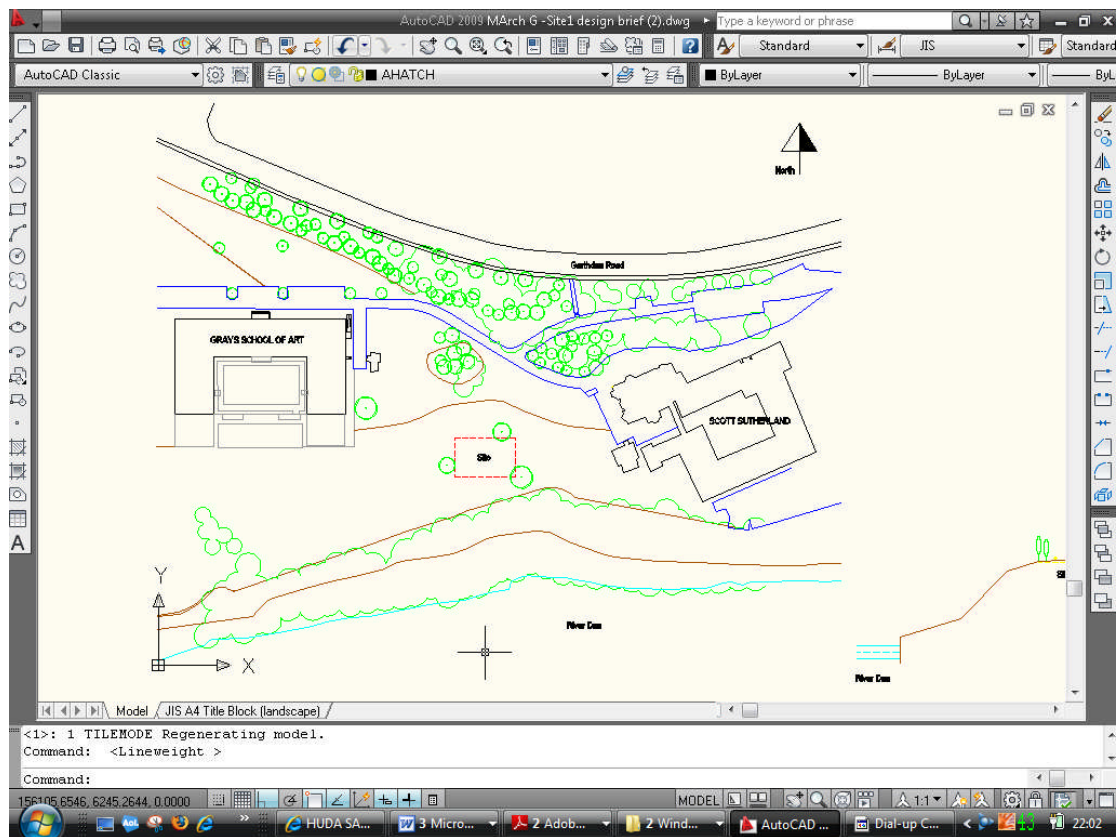 AutoCAD 2009 MArch G -Site1 design brief (2).dwg
Type a keyword or phrase
Standard
JIS
Standard
AutoCAD Classic
AHATCH
ByLayer
ByLayer
ByL
North
Garthdee Road
GRAYS SCHOOL OF ART
SCOTT SUTHERLAND
Site
Y
X
River Dee
River Dee
A
Model
JIS A4 Title Block (landscape)
<1>: 1 TILEMODE Regenerating model.
Command:  <Lineweight >
Command:
156105.6546, 6245.2644, 0.0000
MODEL
1:1
AOL
HUDA SA...
3 Micro...
2 Adob...
2 Wind...
AutoCAD ...
Dial-up C...
22:02